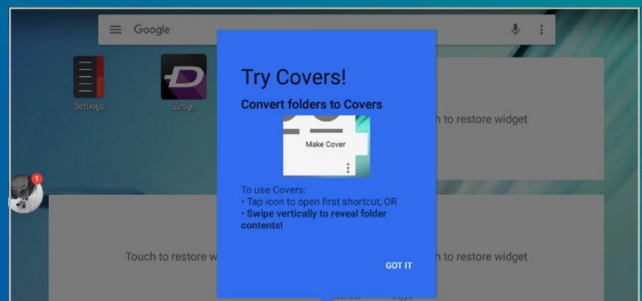 Google
Try Covers!
Convert folders to Covers
Settings
Zedge
Make Cover
h to restore widget
1
To use Covers:
• Tap icon to open first shortcut, OR
• Swipe vertically to reveal folder
contents!
Touch to restore w
h to restore widget
GOT IT